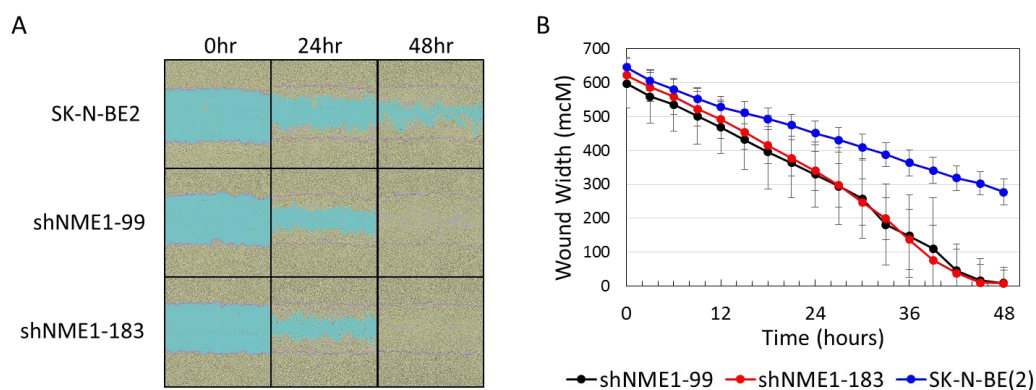 A
0hr 24hr 48hr
SK-N-BE2
shNME1-99
shNME1-183
B
Wound Width (mcM)
700
600
500
400
300
200
100
0
0 12 24 36 48
Time (hours)
shNME1-99 shNME1-183 SK-N-BE(2)